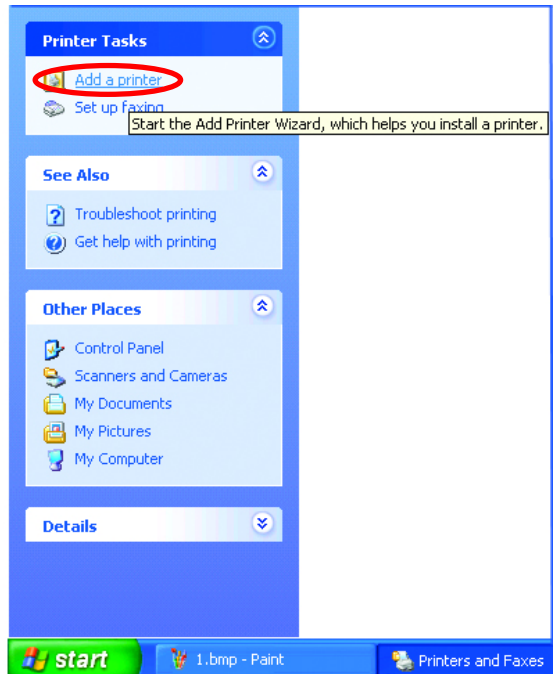 Printer Tasks
Add a printer
Set up faxing
Start the Add Printer Wizard, which helps you install a printer.
See Also
Troubleshoot printing
Get help with printing
Other Places
Control Panel
Scanners and Cameras
My Documents
My Pictures
My Computer
Details
start
1.bmp - Paint
Printers and Faxes